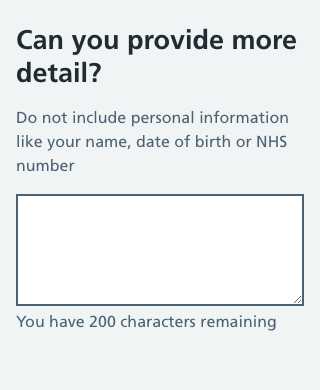 Can you provide more
detail?
Do not include personal information
like your name, date of birth or NHS
number
You have 200 characters remaining